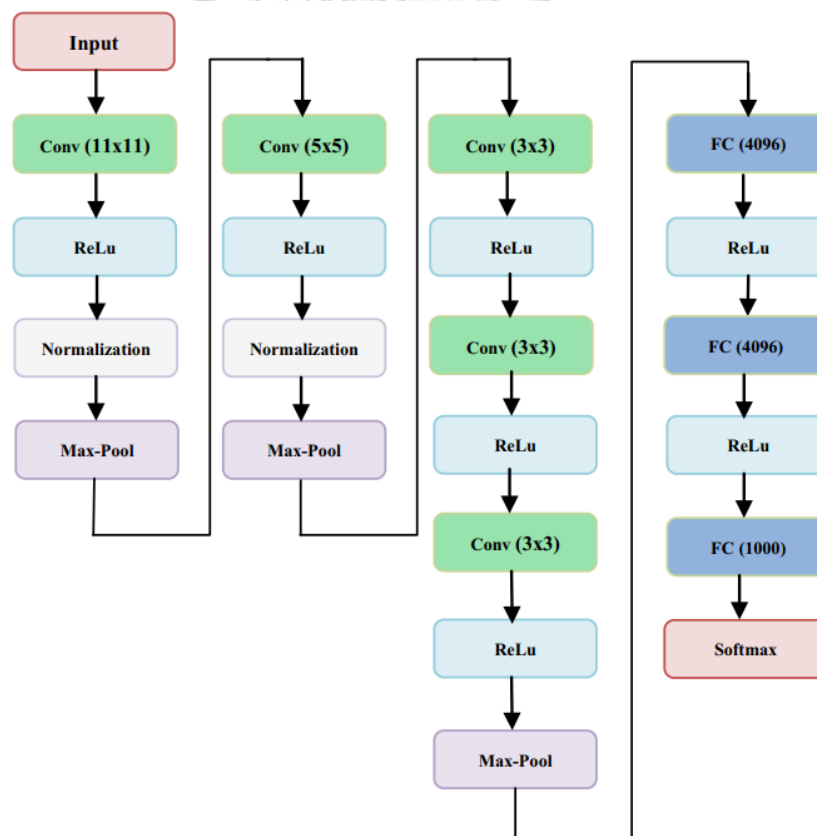 Input
Conv (11x11)
ReLu
Normalization
Max-Pool
Conv (5x5)
ReLu
Normalization
Max-Pool
Conv (3x3)
ReLu
Conv (3x3)
ReLu
Conv (3x3)
ReLu
Max-Pool
FC (4096)
ReLu
FC (4096)
ReLu
FC (1000)
Softmax